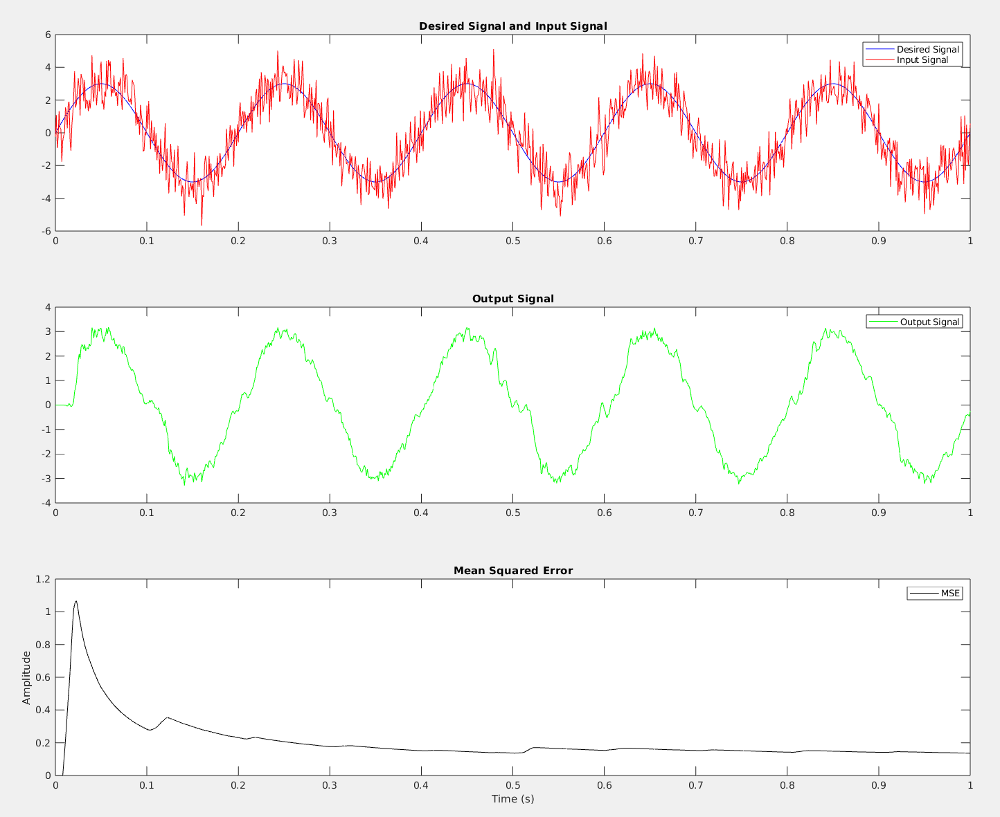 Desired Signal and Input Signal
6
4
2
0
-2
-4
-6
Desired Signal
Input Signal
0 0.1 0.2 0.3 0.4 0.5 0.6 0.7 0.8 0.9 1
Output Signal
4
3
2
1
0
-1
-2
-3
-4
Output Signal
0 0.1 0.2 0.3 0.4 0.5 0.6 0.7 0.8 0.9 1
Mean Squared Error
1.2
1
0.8
0.6
0.4
0.2
0
Amplitude
MSE
0 0.1 0.2 0.3 0.4 0.5 0.6 0.7 0.8 0.9 1
Time (s)